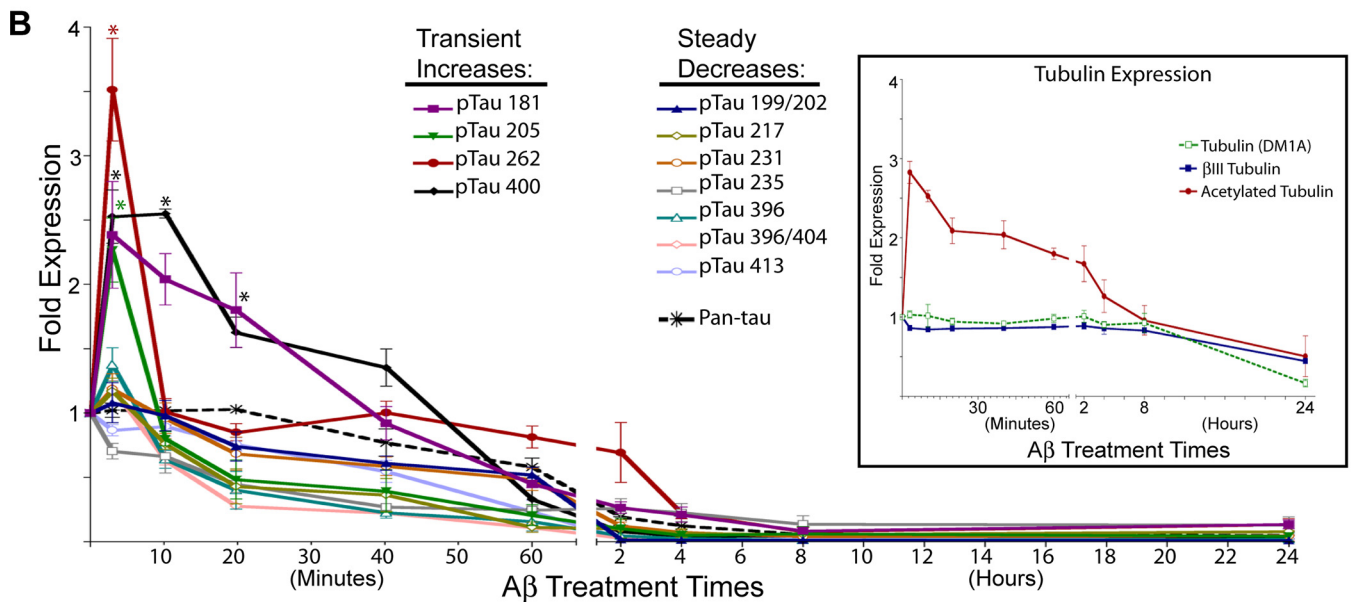 B
4
3
2
1
Fold Expression
Transient
Increases:
pTau 181
pTau 205
pTau 262
pTau 400
Steady
Decreases:
pTau 199/202
pTau 217
pTau 231
pTau 235
pTau 396
pTau 396/404
pTau 413
Pan-tau
*
*
*
*
*
10 20 30 40 50 60 2 4 6 8 10 12 14 16 18 20 22 24
(Minutes) (Hours)
Aβ Treatment Times
Tubulin Expression
4
3
2
1
Fold Expression
Tubulin (DM1A)
βIII Tubulin
Acetylated Tubulin
30 60 2 8 24
(Minutes) (Hours)
Aβ Treatment Times